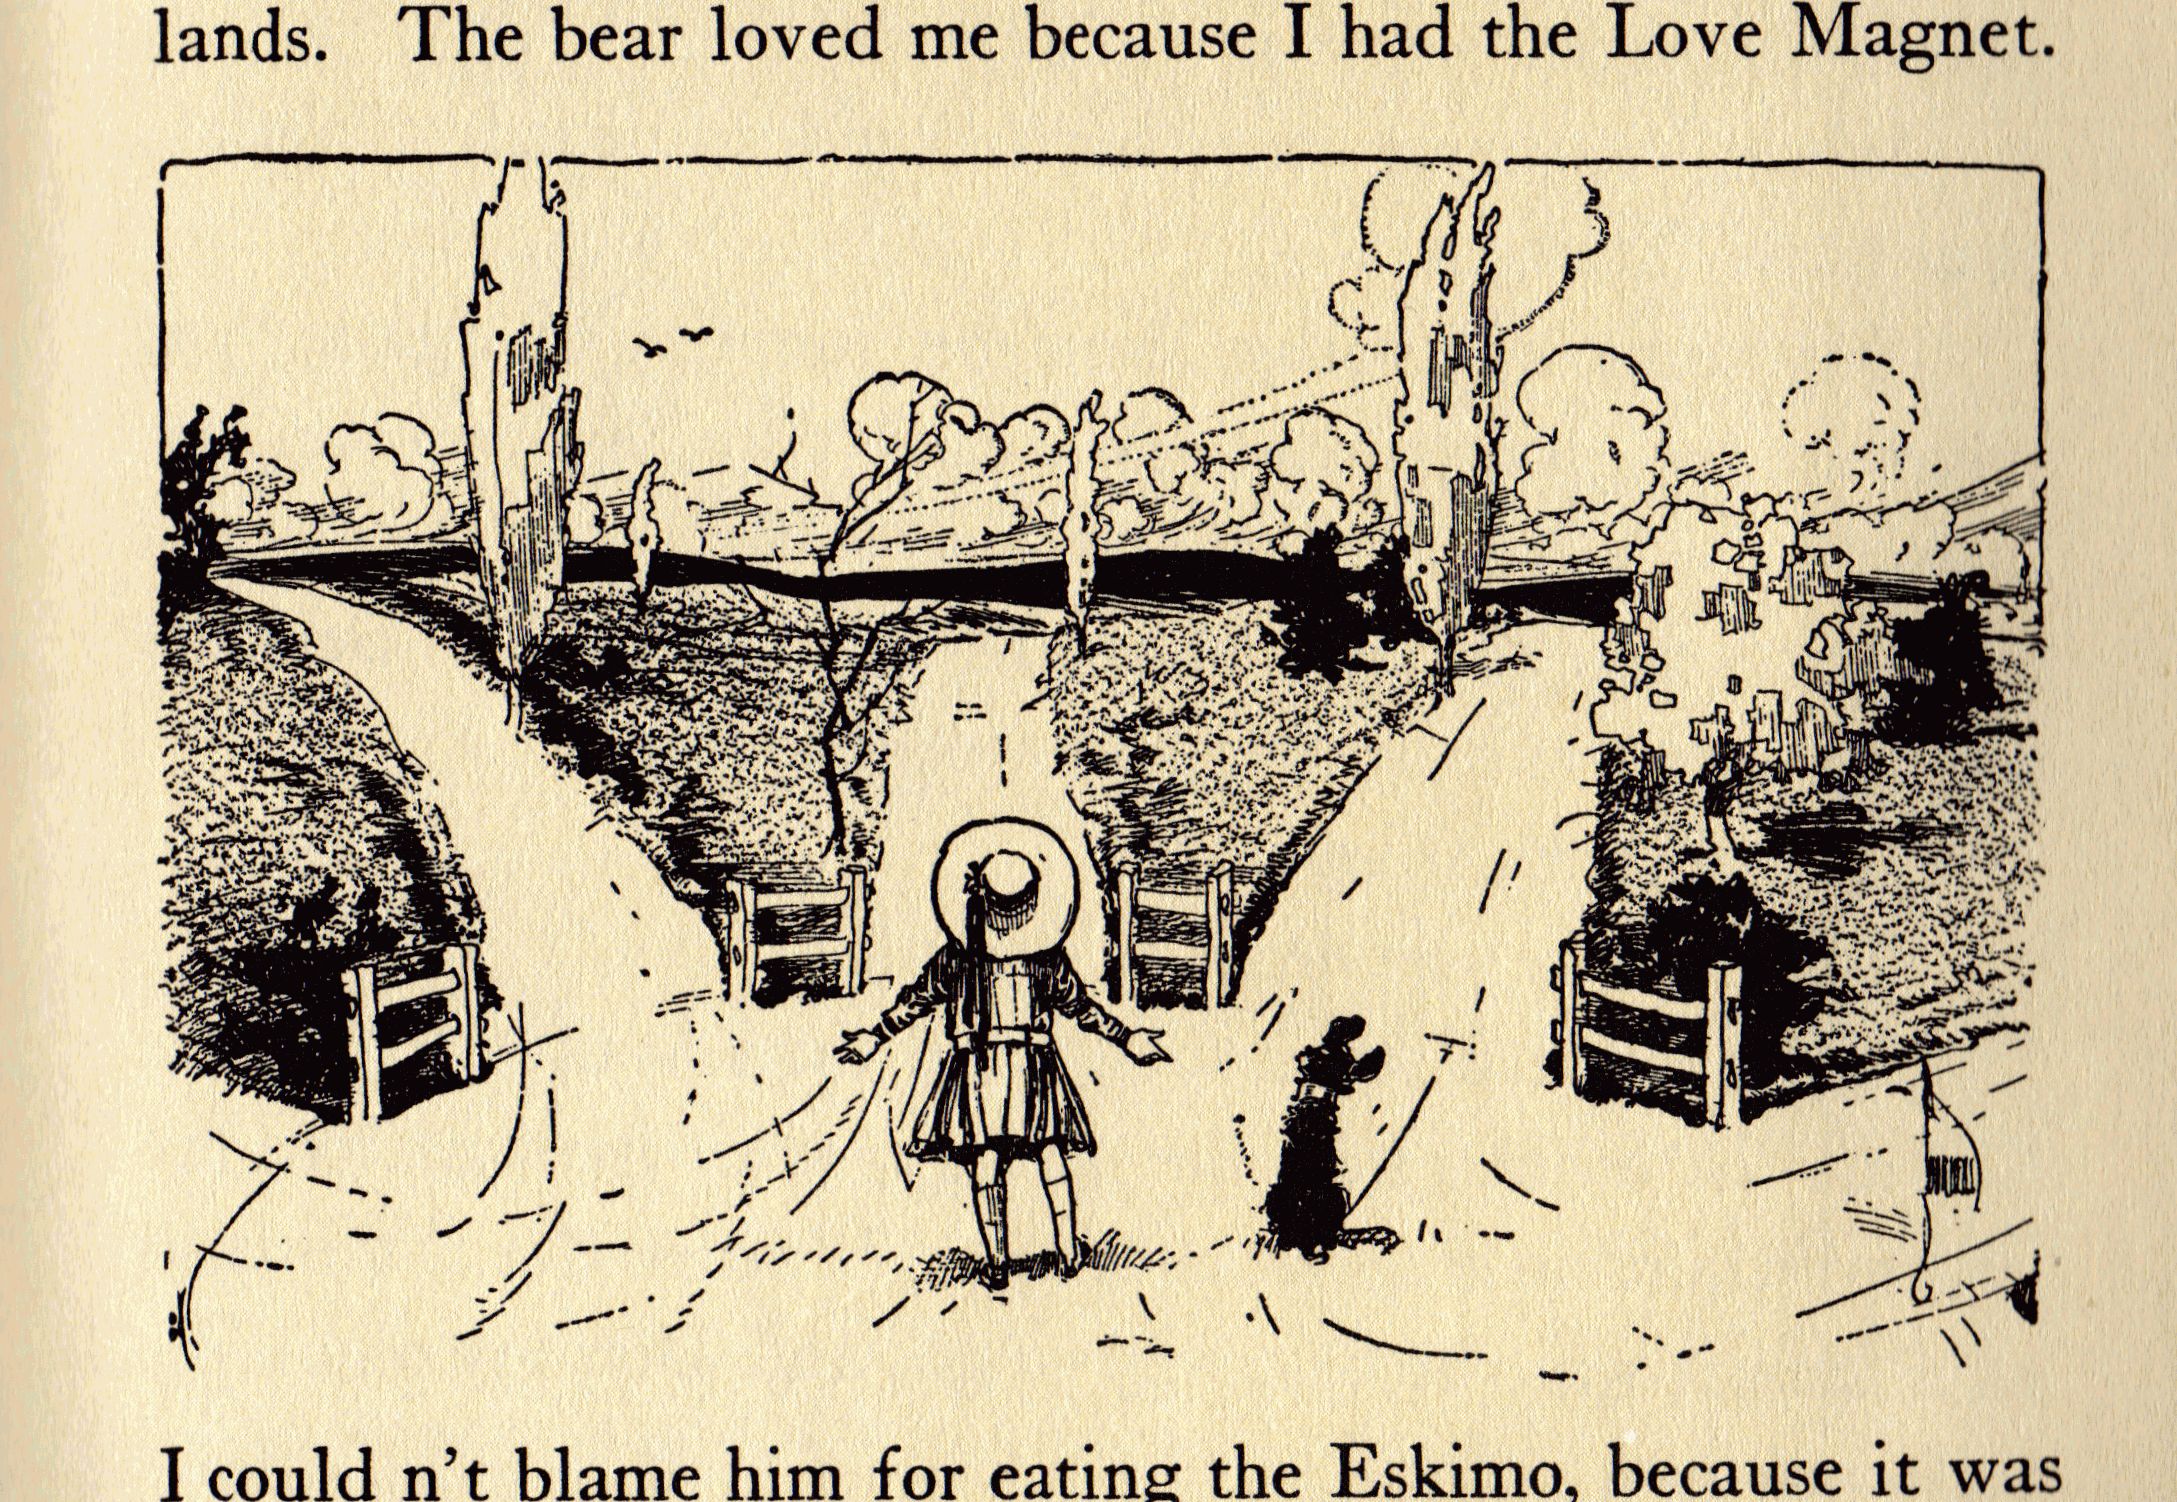 lands. The bear loved me because I had the Love Magnet.
I could n't blame him for eating the Eskimo, because it was